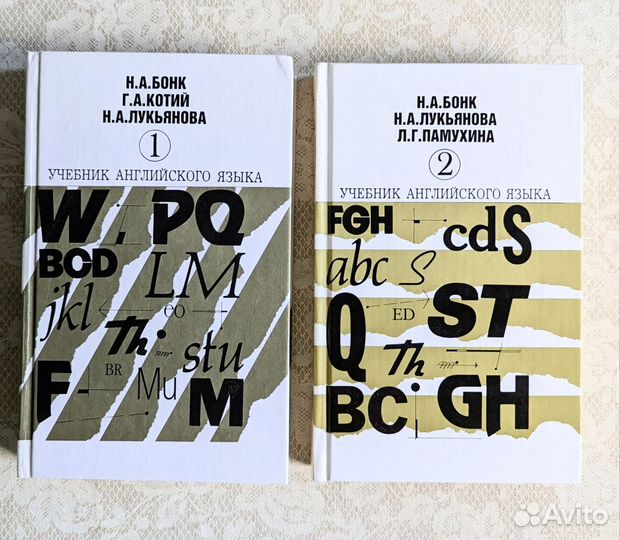 Н.А.БОНК
Г.А.КОТИЙ
Н.А.ЛУКЬЯНОВА
1
УЧЕБНИК АНГЛИЙСКОГО ЯЗЫКА
W. PQ
BCD
LM
jkl
eo
Th
stu
BR
Mu
F
M
Н.А.БОНК
Н.А.ЛУКЬЯНОВА
Л.Г.ПАМУХИНА
2
УЧЕБНИК АНГЛИЙСКОГО ЯЗЫКА
FGH
cdS
abc S
Q
ED
ST
Th
BC
GH
Avito